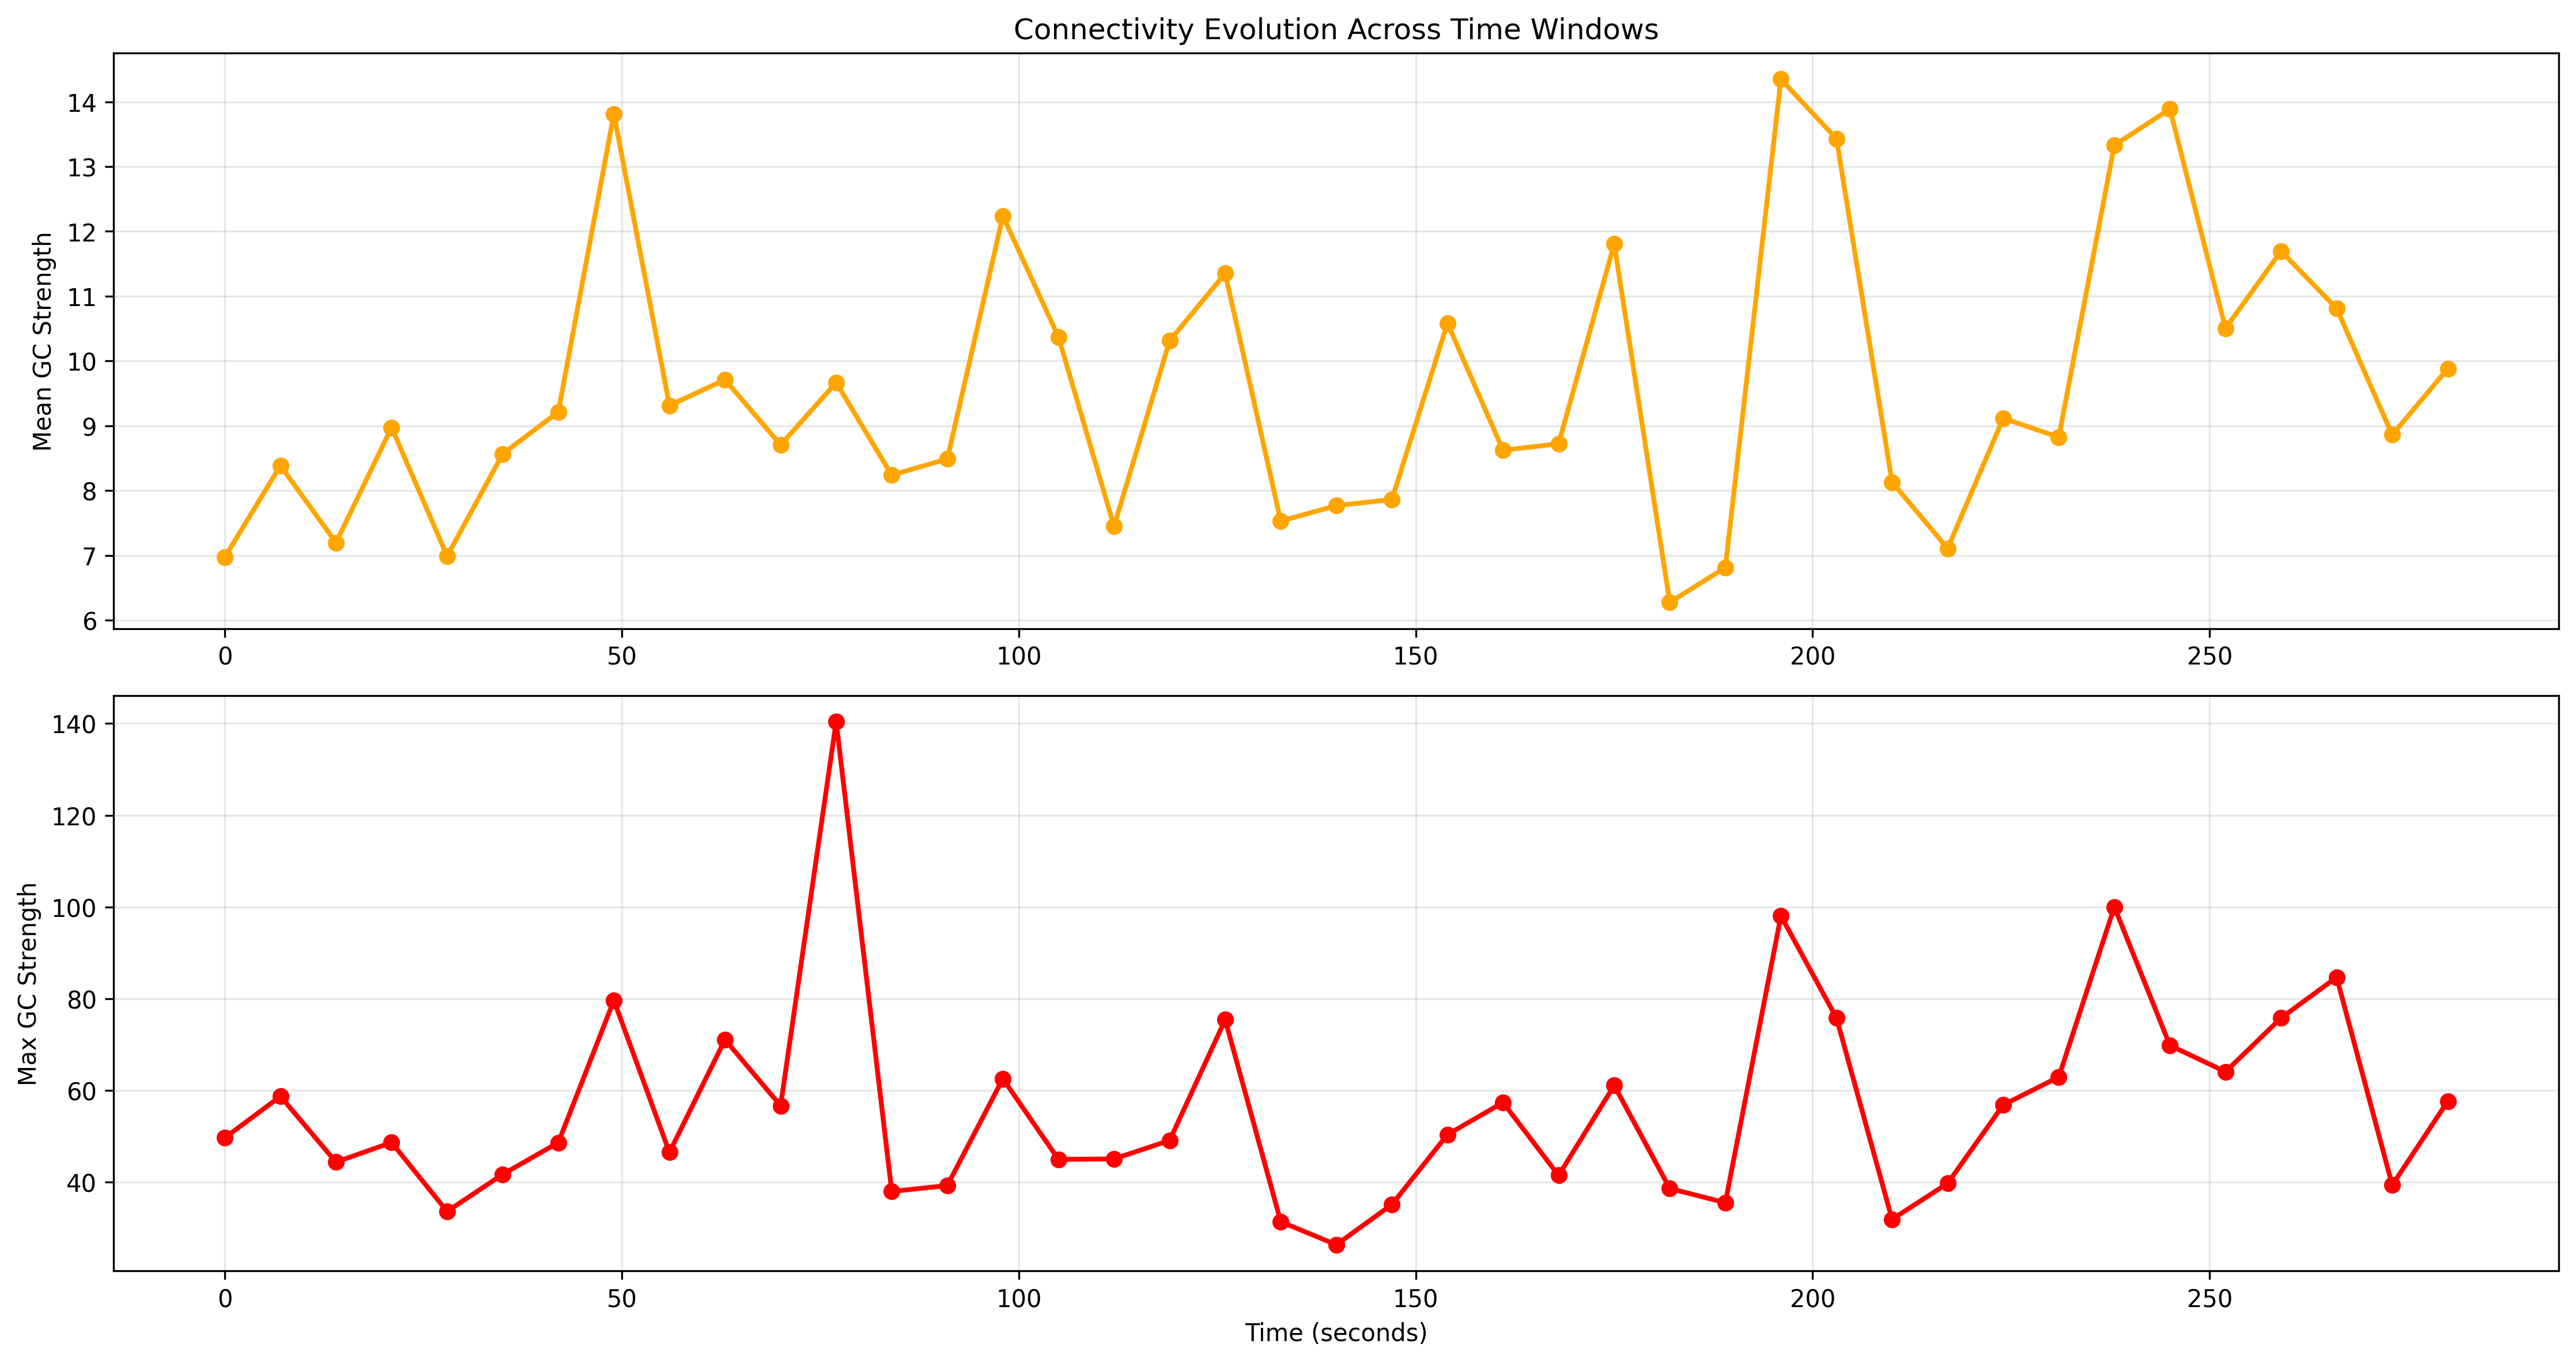 Connectivity Evolution Across Time Windows
Mean GC Strength
14
13
12
11
10
9
8
7
6
0 50 100 150 200 250
Max GC Strength
140
120
100
80
60
40
0 50 100 150 200 250
Time (seconds)